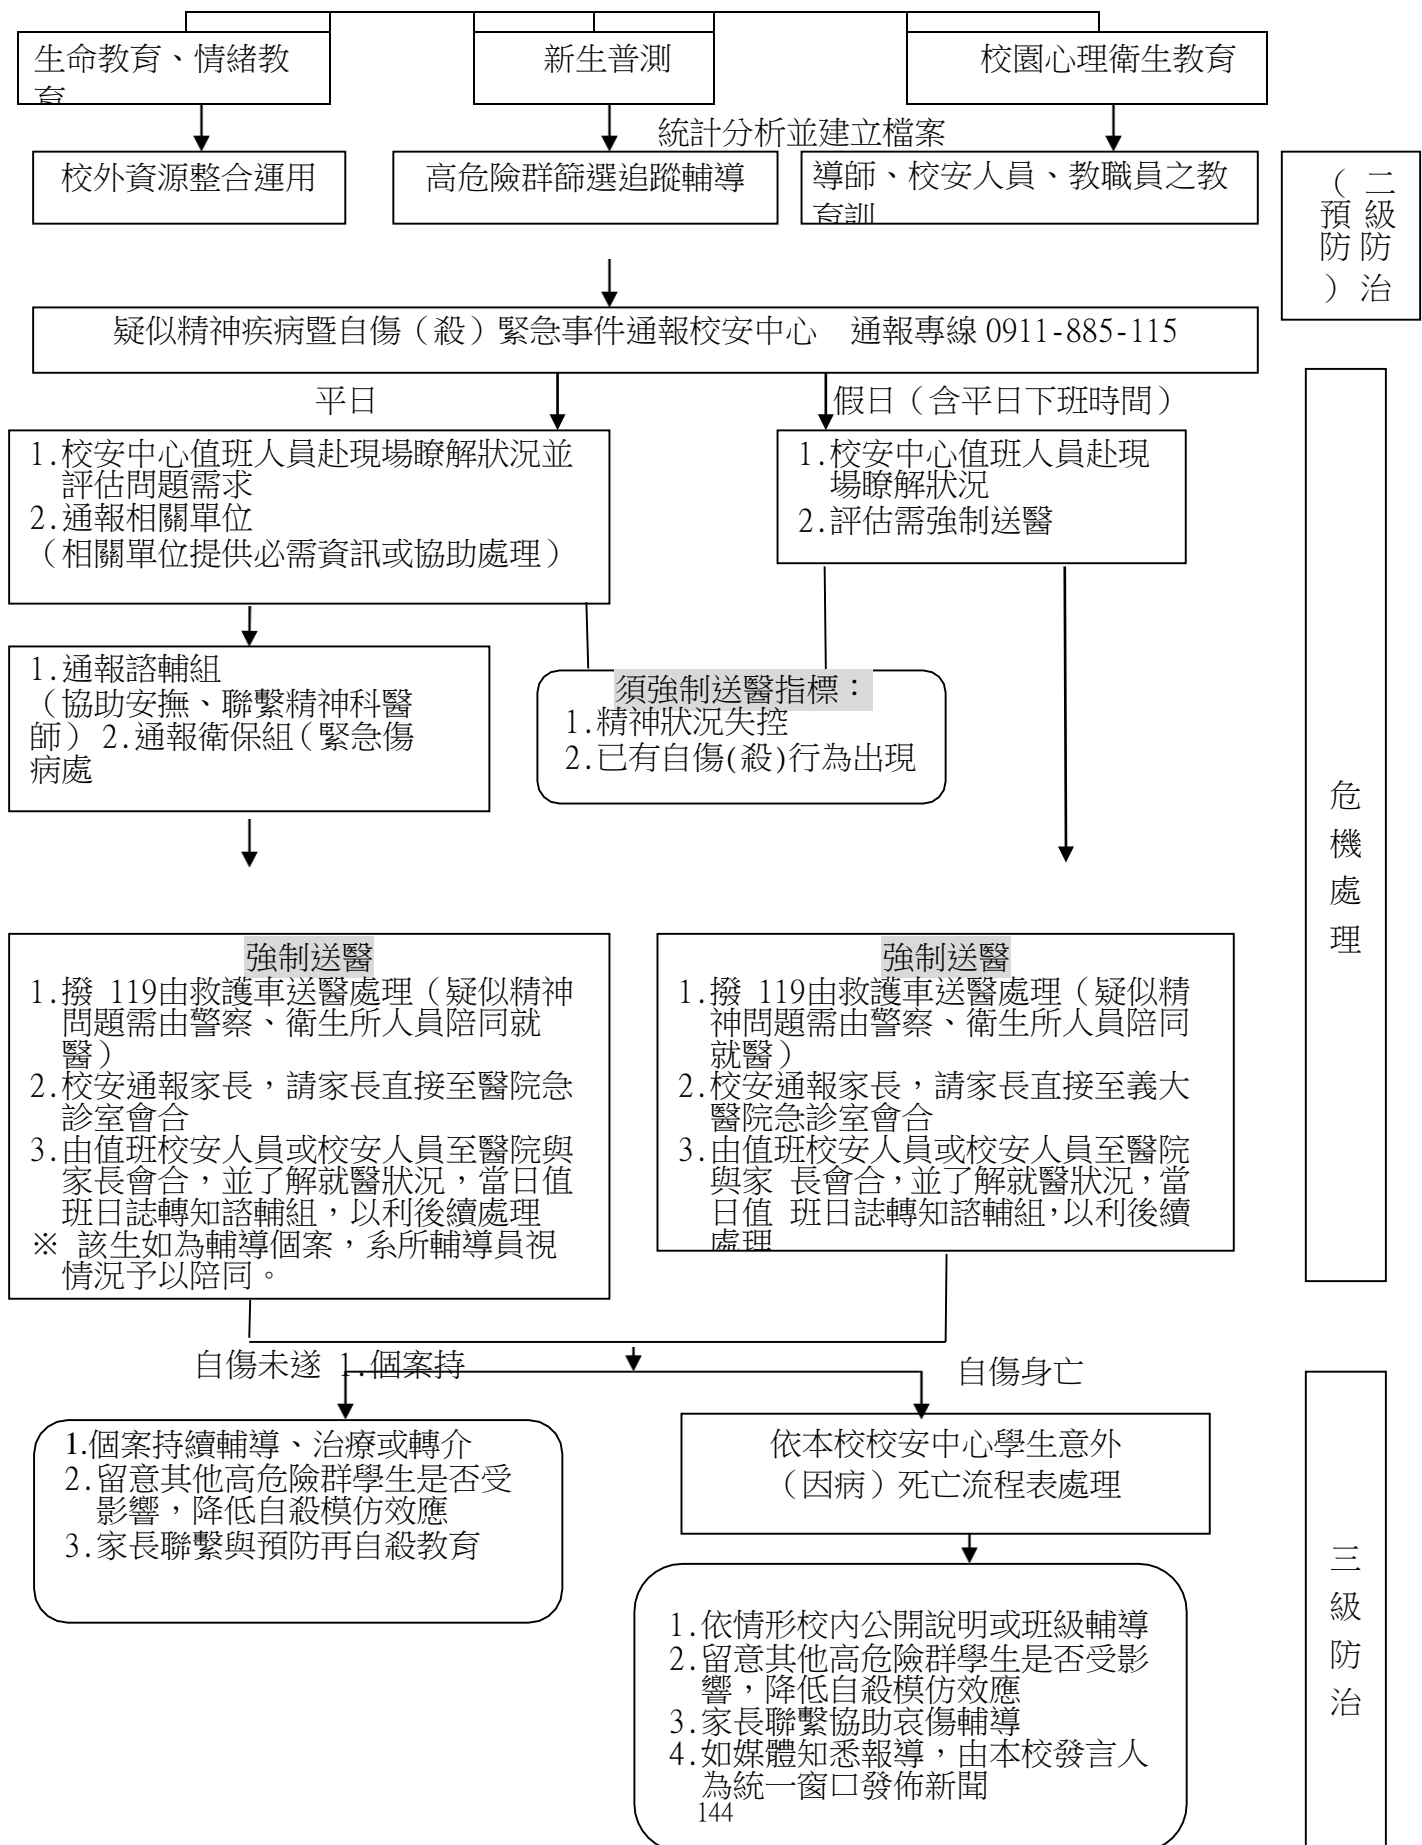 生命教育、情緒教
育
新生普測
校園心理衛生教育
統計分析並建立檔案
校外資源整合運用
高危險群篩選追蹤輔導
導師、校安人員、教職員之教
育訓
二級防治
（預防）
疑似精神疾病暨自傷（殺）緊急事件通報校安中心　通報專線 0911-885-115
平日
假日（含平日下班時間）
1.校安中心值班人員赴現場瞭解狀況並
評估問題需求
2.通報相關單位
（相關單位提供必需資訊或協助處理）
1.校安中心值班人員赴現
場瞭解狀況
2.評估需強制送醫
1.通報諮輔組
（協助安撫、聯繫精神科醫
師）2.通報衛保組（緊急傷
病處
須強制送醫指標：
1.精神狀況失控
2.已有自傷(殺)行為出現
危機處理
強制送醫
1.撥 119由救護車送醫處理（疑似精神
問題需由警察、衛生所人員陪同就
醫）
2.校安通報家長，請家長直接至醫院急
診室會合
3.由值班校安人員或校安人員至醫院與
家長會合，並了解就醫狀況，當日值
班日誌轉知諮輔組，以利後續處理
※ 該生如為輔導個案，系所輔導員視
情況予以陪同。
強制送醫
1.撥 119由救護車送醫處理（疑似精
神問題需由警察、衛生所人員陪同
就醫）
2.校安通報家長，請家長直接至義大
醫院急診室會合
3.由值班校安人員或校安人員至醫院
與家 長會合，並了解就醫狀況，當
日值 班日誌轉知諮輔組，以利後續
處理
自傷未遂 1.個案持
自傷身亡
1.個案持續輔導、治療或轉介
2.留意其他高危險群學生是否受
影響，降低自殺模仿效應
3.家長聯繫與預防再自殺教育
依本校校安中心學生意外
（因病）死亡流程表處理
三級防治
1.依情形校內公開說明或班級輔導
2.留意其他高危險群學生是否受影
響，降低自殺模仿效應
3.家長聯繫協助哀傷輔導
4.如媒體知悉報導，由本校發言人
為統一窗口發佈新聞
144